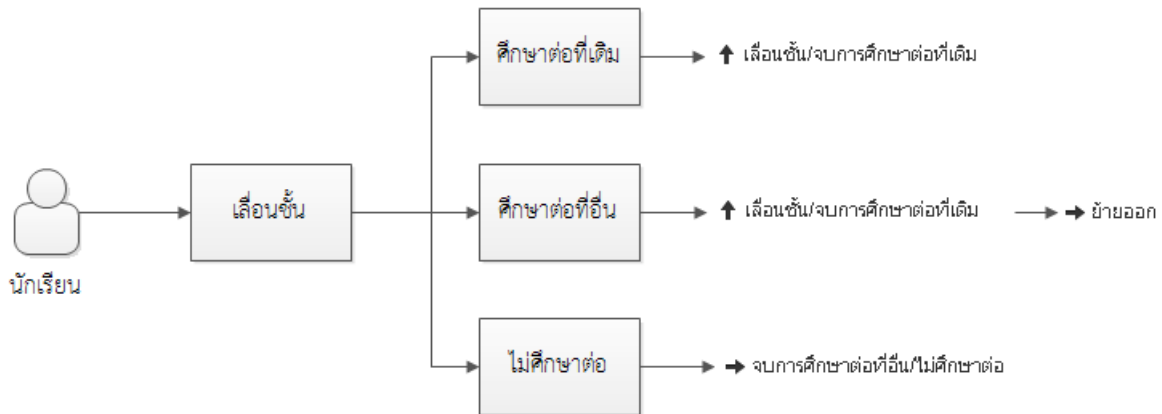 ศึกษาต่อที่เดิม
เลื่อนชั้น/จบการศึกษาต่อที่เดิม
เลื่อนชั้น
ศึกษาต่อที่อื่น
เลื่อนชั้น/จบการศึกษาต่อที่เดิม
ย้ายออก
นักเรียน
ไม่ศึกษาต่อ
จบการศึกษาต่อที่อื่น/ไม่ศึกษาต่อ